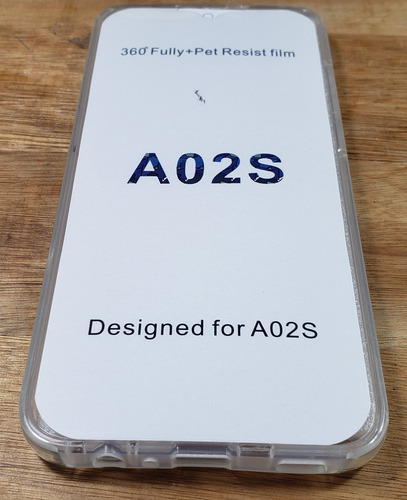 360° Fully+Pet Resist film
A02S
Designed for A02S